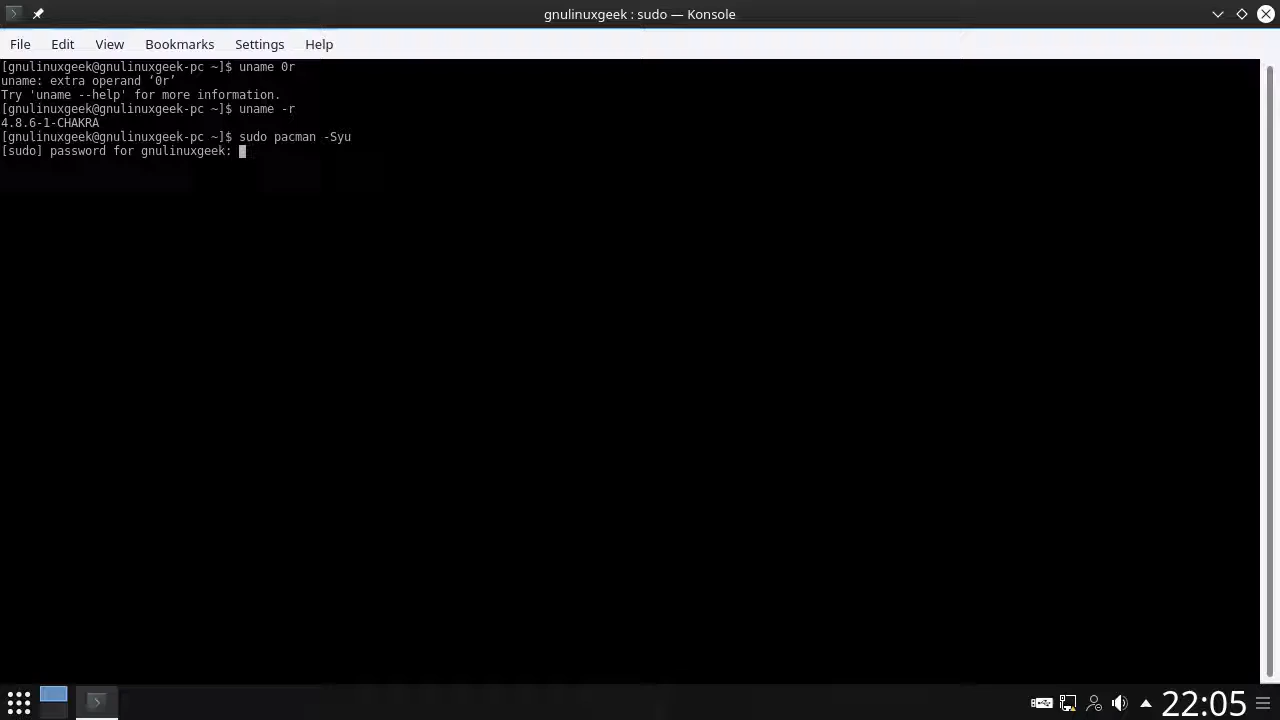 gnulinuxgeek : sudo — Konsole
File Edit View Bookmarks Settings Help
[gnulinuxgeek@gnulinuxgeek-pc ~]$ uname 0r
uname: extra operand ‘0r’
Try 'uname --help' for more information.
[gnulinuxgeek@gnulinuxgeek-pc ~]$ uname -r
4.8.6-1-CHAKRA
[gnulinuxgeek@gnulinuxgeek-pc ~]$ sudo pacman -Syu
[sudo] password for gnulinuxgeek:
22:05